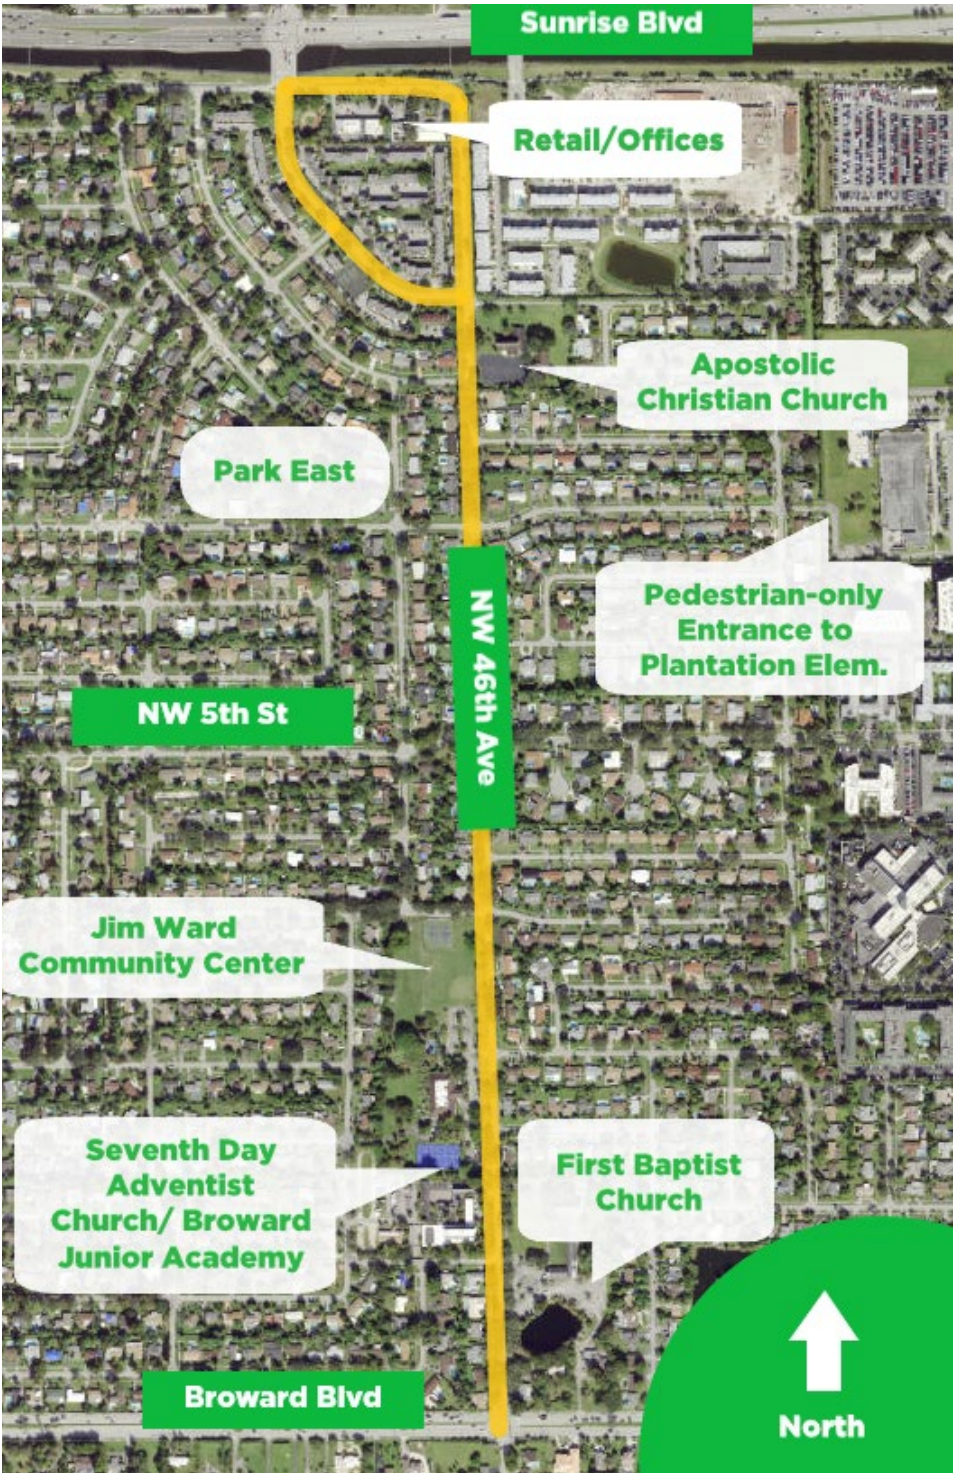 Sunrise Blvd
Retail/Offices
Apostolic
Christian Church
Park East
Pedestrian-only
Entrance to
Plantation Elem.
NW 46th Ave
NW 5th St
Jim Ward
Community Center
Seventh Day
Adventist
Church/ Broward
Junior Academy
First Baptist
Church
Broward Blvd
North